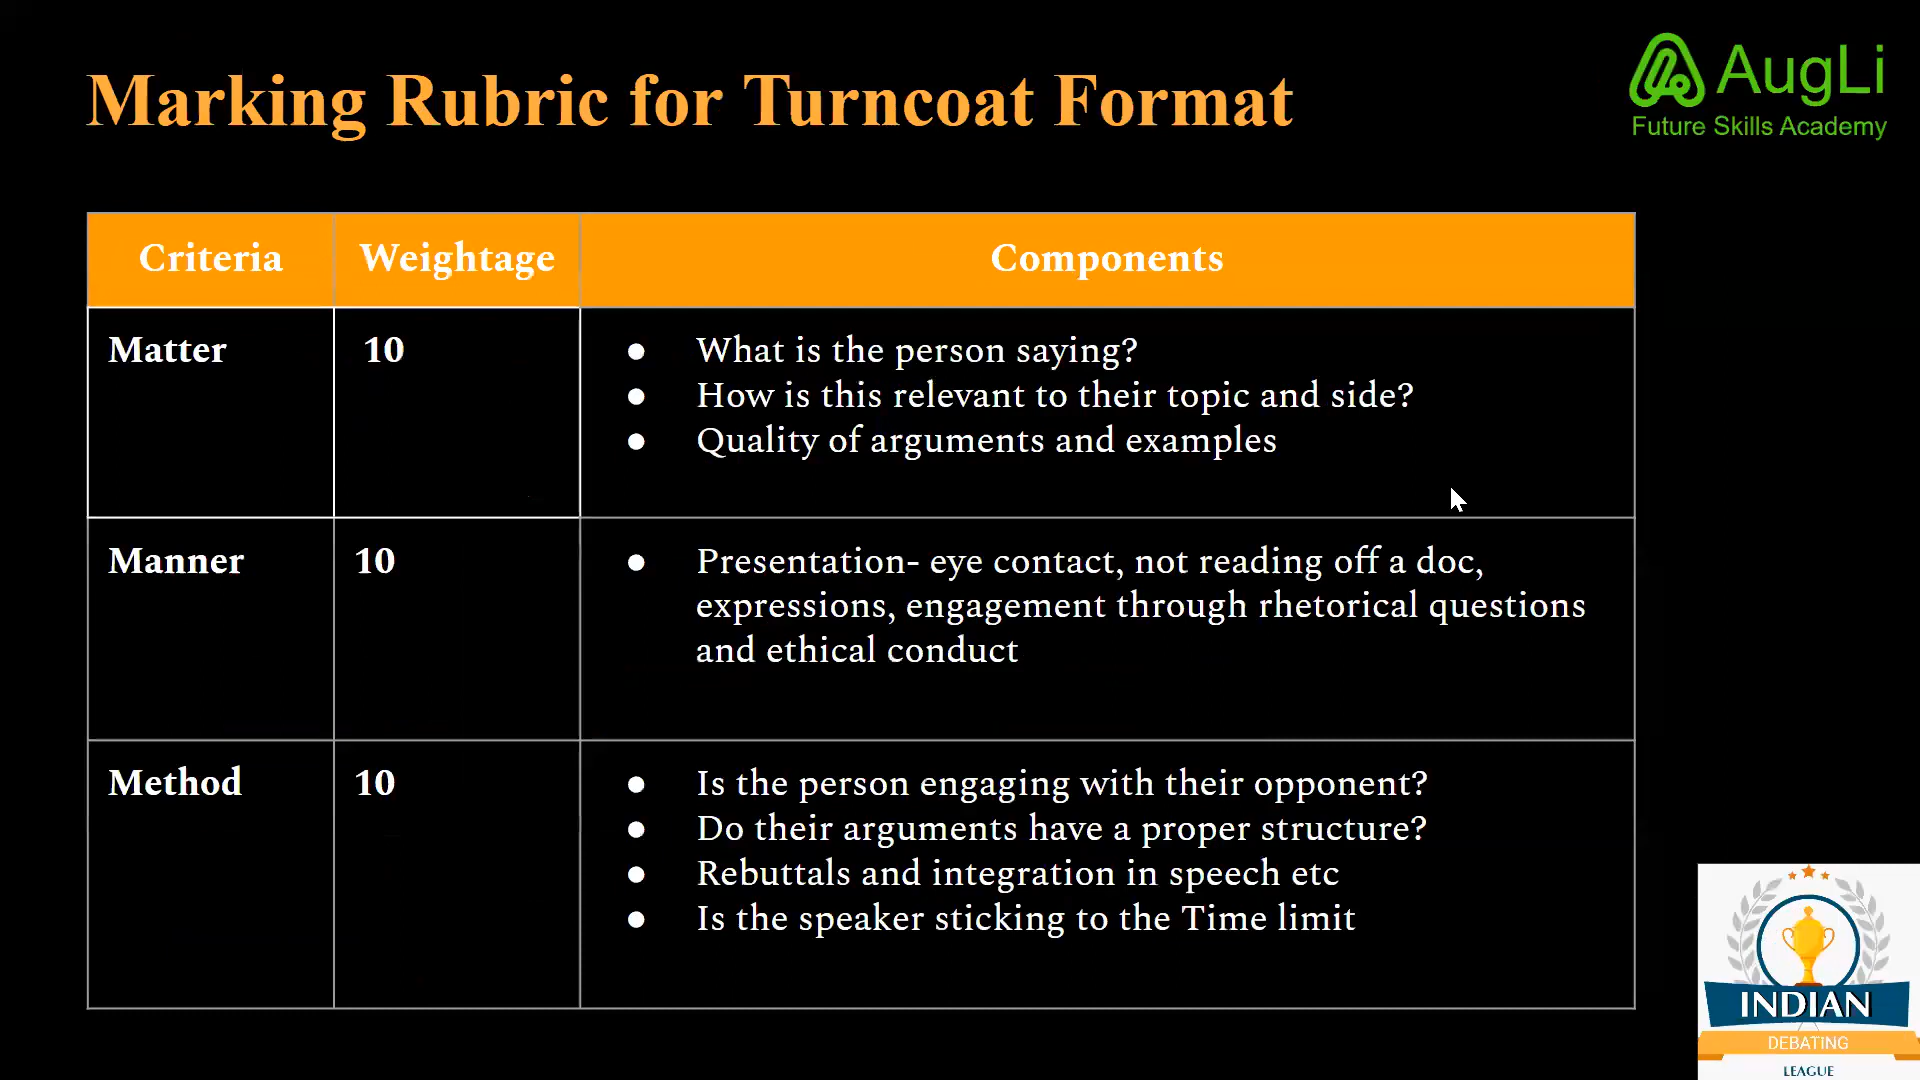 Marking Rubric for Turncoat Format
AugLi
Future Skills Academy
Criteria
Weightage
Components
Matter
10
● What is the person saying?
● How is this relevant to their topic and side?
● Quality of arguments and examples
Manner
10
● Presentation- eye contact, not reading off a doc,
expressions, engagement through rhetorical questions
and ethical conduct
Method
10
● Is the person engaging with their opponent?
● Do their arguments have a proper structure?
● Rebuttals and integration in speech etc
● Is the speaker sticking to the Time limit
INDIAN
DEBATING
LEAGUE